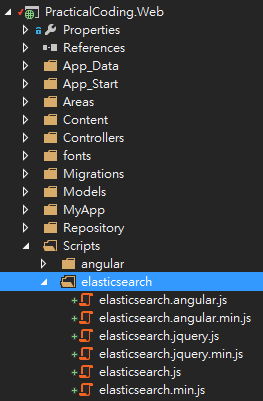 PracticalCoding.Web
Properties
References
App_Data
App_Start
Areas
Content
Controllers
fonts
Migrations
Models
MyApp
Repository
Scripts
angular
elasticsearch
elasticsearch.angular.js
elasticsearch.angular.min.js
elasticsearch.jquery.js
elasticsearch.jquery.min.js
elasticsearch.js
elasticsearch.min.js